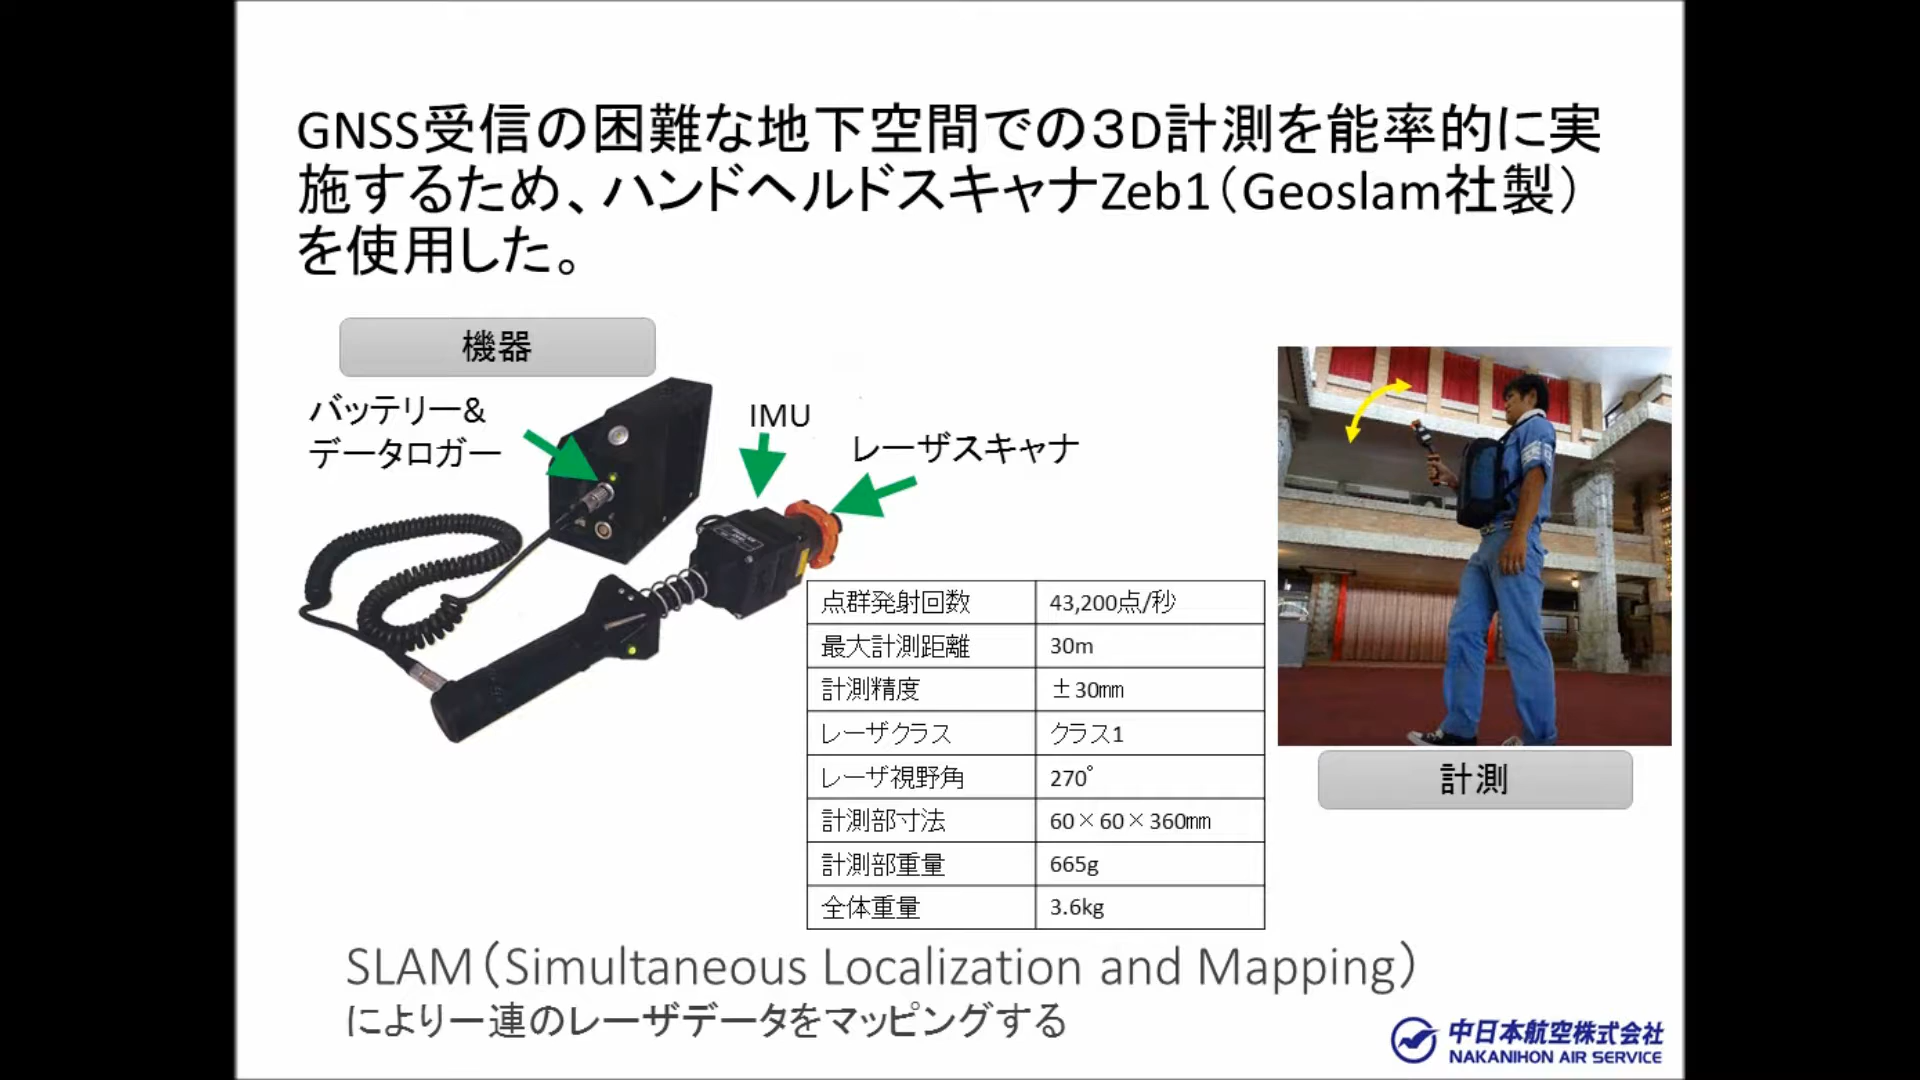 GNSS受信の困難な地下空間での３D計測を能率的に実
施するため、ハンドヘルドスキャナZeb1（Geoslam社製）
を使用した。
機器
バッテリー&
データロガー
IMU
レーザスキャナ
点群発射回数 43,200点/秒
最大計測距離 30m
計測精度 ±30㎜
レーザクラス クラス1
レーザ視野角 270°
計測部寸法 60×60×360㎜
計測部重量 665g
全体重量 3.6kg
計測
SLAM（Simultaneous Localization and Mapping）
により一連のレーザデータをマッピングする
中日本航空株式会社
NAKANIHON AIR SERVICE